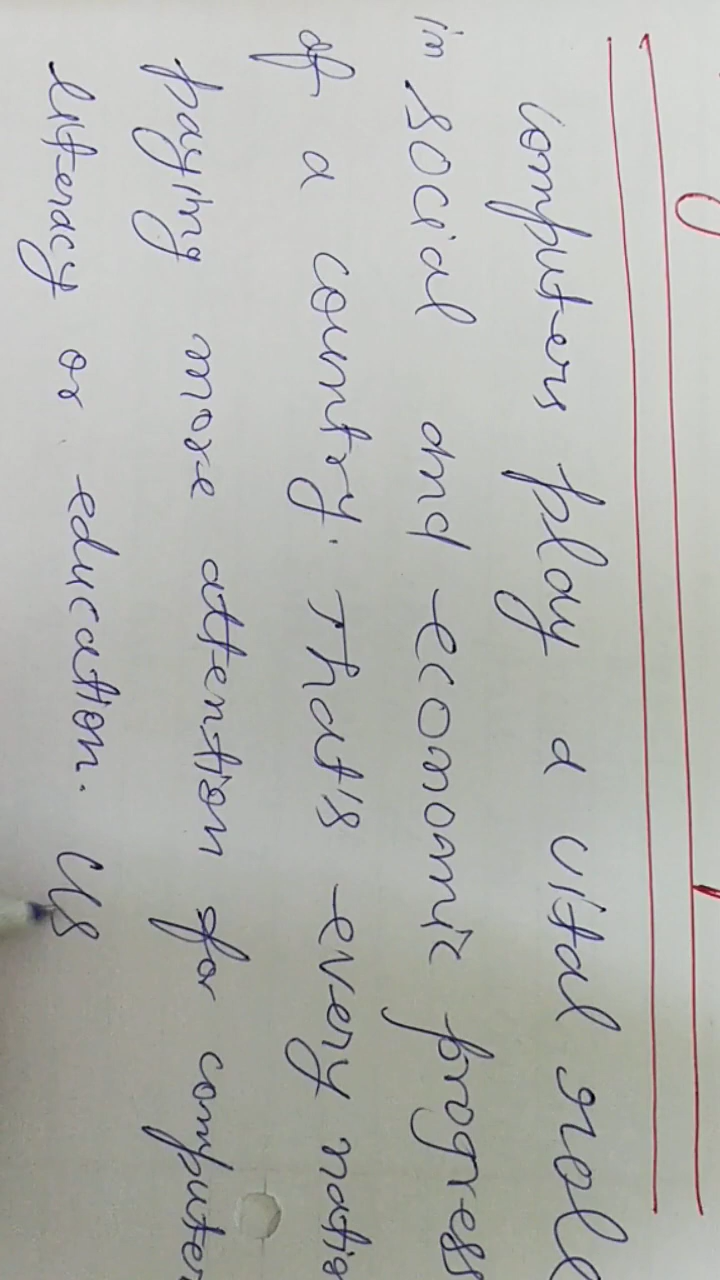 computers play a vital role
in social and economic progress
of a country. That's every natio
paying more attention for computer
literacy or education. Us